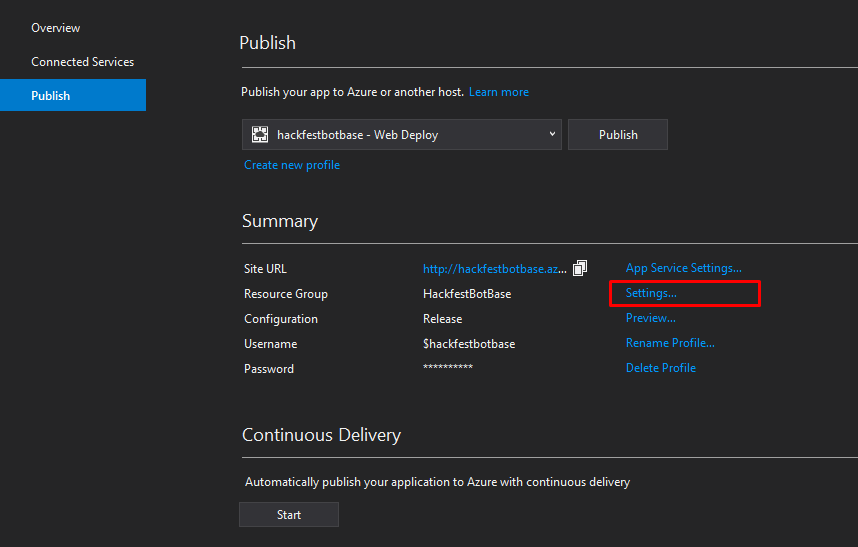 Overview
Connected Services
Publish
Publish
Publish your app to Azure or another host. Learn more
hackfestbotbase - Web Deploy
Publish
Create new profile
Summary
Site URL http://hackfestbotbase.az... App Service Settings...
Resource Group HackfestBotBase Settings...
Configuration Release Preview...
Username $hackfestbotbase Rename Profile...
Password ********** Delete Profile
Continuous Delivery
Automatically publish your application to Azure with continuous delivery
Start